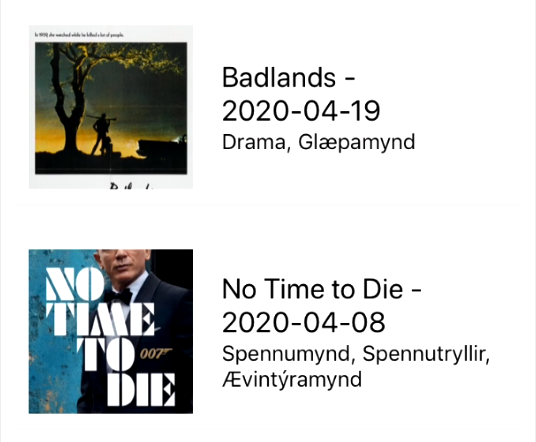 In 1959, she watched while he killed a lot of people.
Badlands -
2020-04-19
Drama, Glæpamynd
Badlands
NO
TIME
TO
007
DIE
No Time to Die -
2020-04-08
Spennumynd, Spennutryllir,
Ævintýramynd